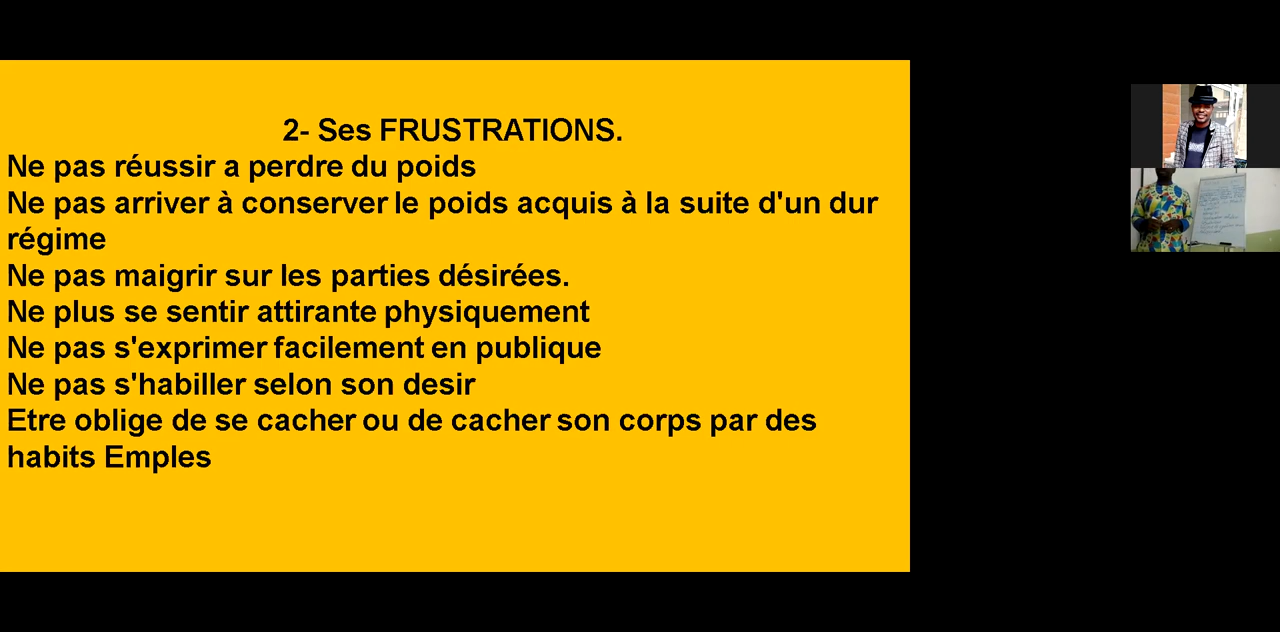 2- Ses FRUSTRATIONS.
Ne pas réussir a perdre du poids
Ne pas arriver à conserver le poids acquis à la suite d'un dur
régime
Ne pas maigrir sur les parties désirées.
Ne plus se sentir attirante physiquement
Ne pas s'exprimer facilement en publique
Ne pas s'habiller selon son desir
Etre oblige de se cacher ou de cacher son corps par des
habits Emples